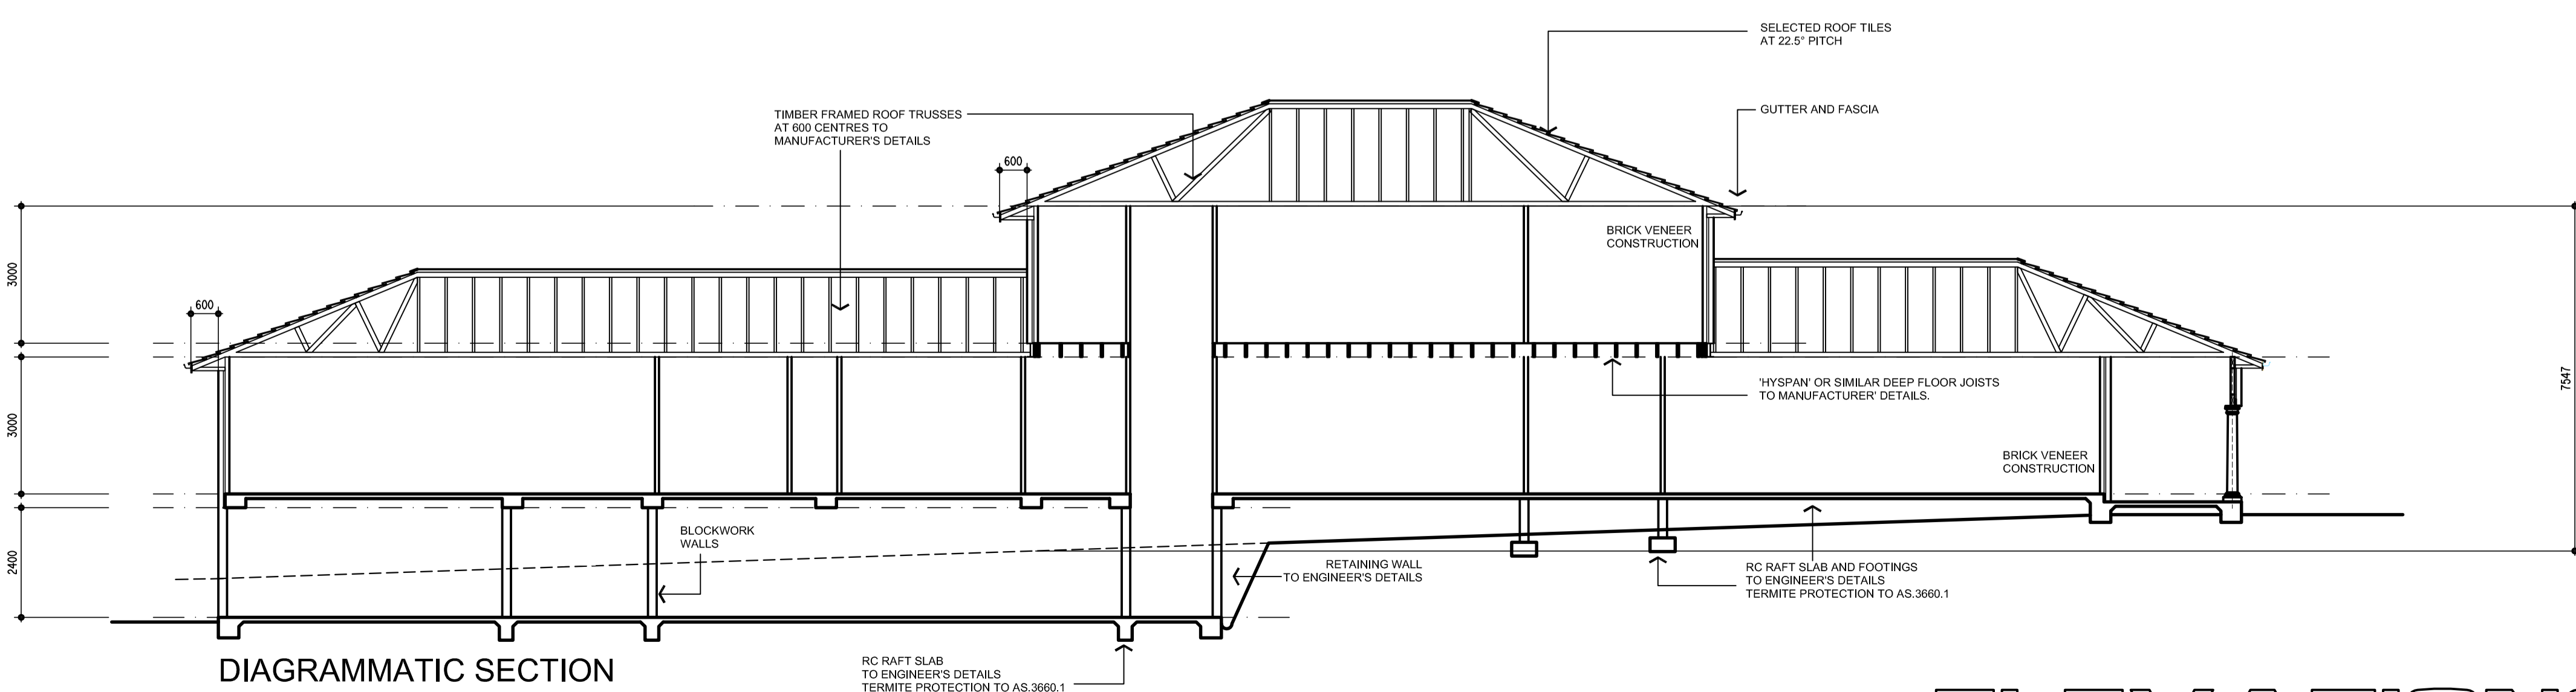 SELECTED ROOF TILES
AT 22.5° PITCH
TIMBER FRAMED ROOF TRUSSES
AT 600 CENTRES TO
MANUFACTURER'S DETAILS
GUTTER AND FASCIA
600
BRICK VENEER
CONSTRUCTION
3000
600
'HYSPAN' OR SIMILAR DEEP FLOOR JOISTS
TO MANUFACTURER' DETAILS.
7547
3000
BRICK VENEER
CONSTRUCTION
BLOCKWORK
WALLS
2400
RETAINING WALL
TO ENGINEER'S DETAILS
RC RAFT SLAB AND FOOTINGS
TO ENGINEER'S DETAILS
TERMITE PROTECTION TO AS.3660.1
DIAGRAMMATIC SECTION
RC RAFT SLAB
TO ENGINEER'S DETAILS
TERMITE PROTECTION TO AS.3660.1